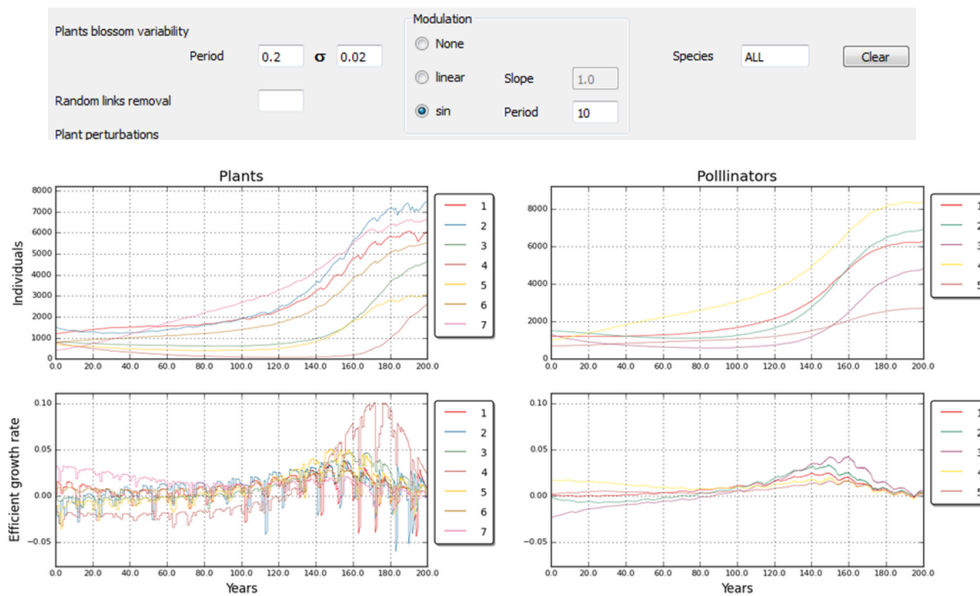 Plants blossom variability
Period 0.2 σ 0.02
Random links removal
Plant perturbations
Modulation
None
linear Slope 1.0
sin Period 10
Species ALL Clear
Plants
Individuals
8000
7000
6000
5000
4000
3000
2000
1000
0
0.0 20.0 40.0 60.0 80.0 100.0 120.0 140.0 160.0 180.0 200.0
1
2
3
4
5
6
7
Polllinators
8000
6000
4000
2000
0
0.0 20.0 40.0 60.0 80.0 100.0 120.0 140.0 160.0 180.0 200.0
1
2
3
4
5
Efficient growth rate
0.10
0.05
0.00
−0.05
0.0 20.0 40.0 60.0 80.0 100.0 120.0 140.0 160.0 180.0 200.0
Years
1
2
3
4
5
6
7
0.10
0.05
0.00
−0.05
0.0 20.0 40.0 60.0 80.0 100.0 120.0 140.0 160.0 180.0 200.0
Years
1
2
3
4
5